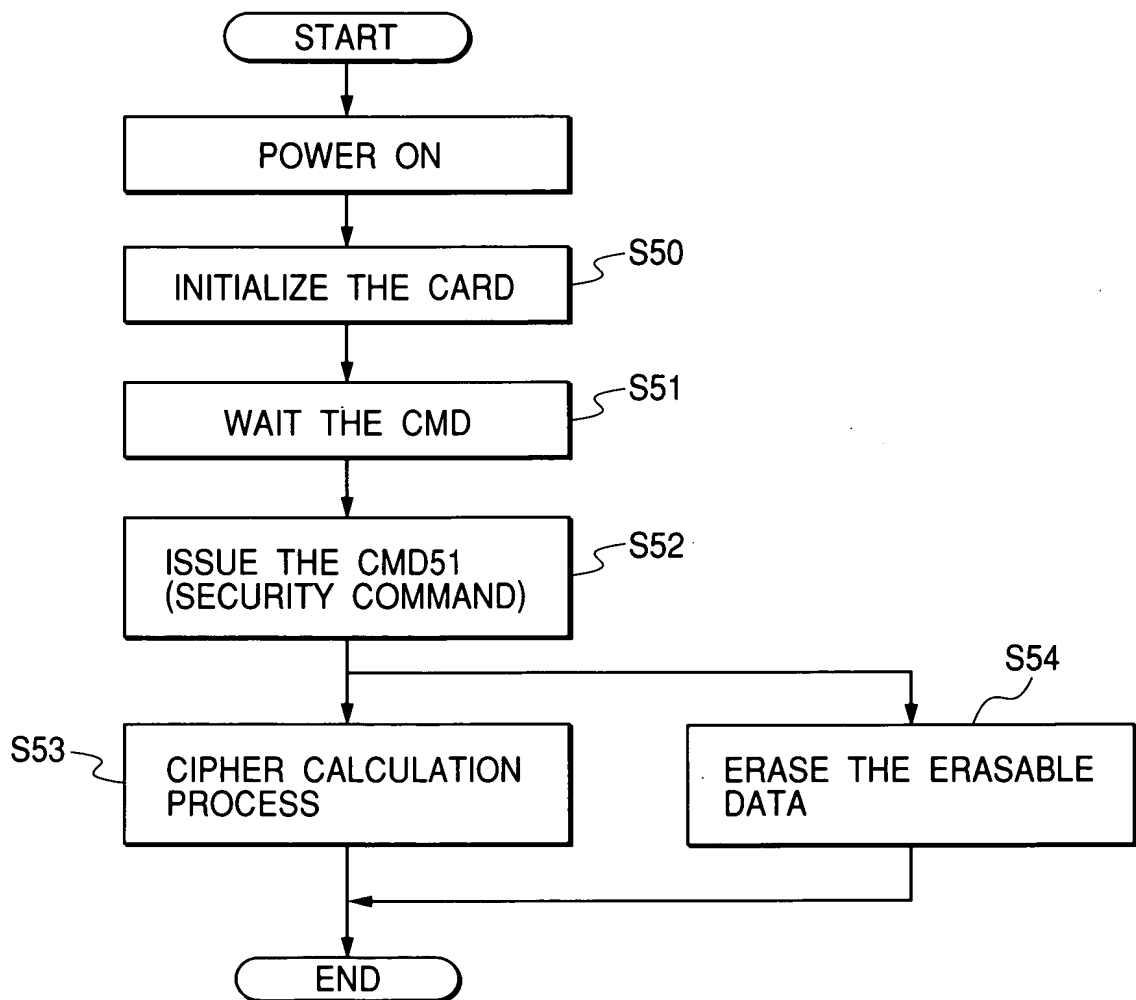 START
POWER ON
INITIALIZE THE CARD
S50
WAIT THE CMD
S51
ISSUE THE CMD51
(SECURITY COMMAND)
S52
S53
CIPHER CALCULATION
PROCESS
S54
ERASE THE ERASABLE
DATA
END